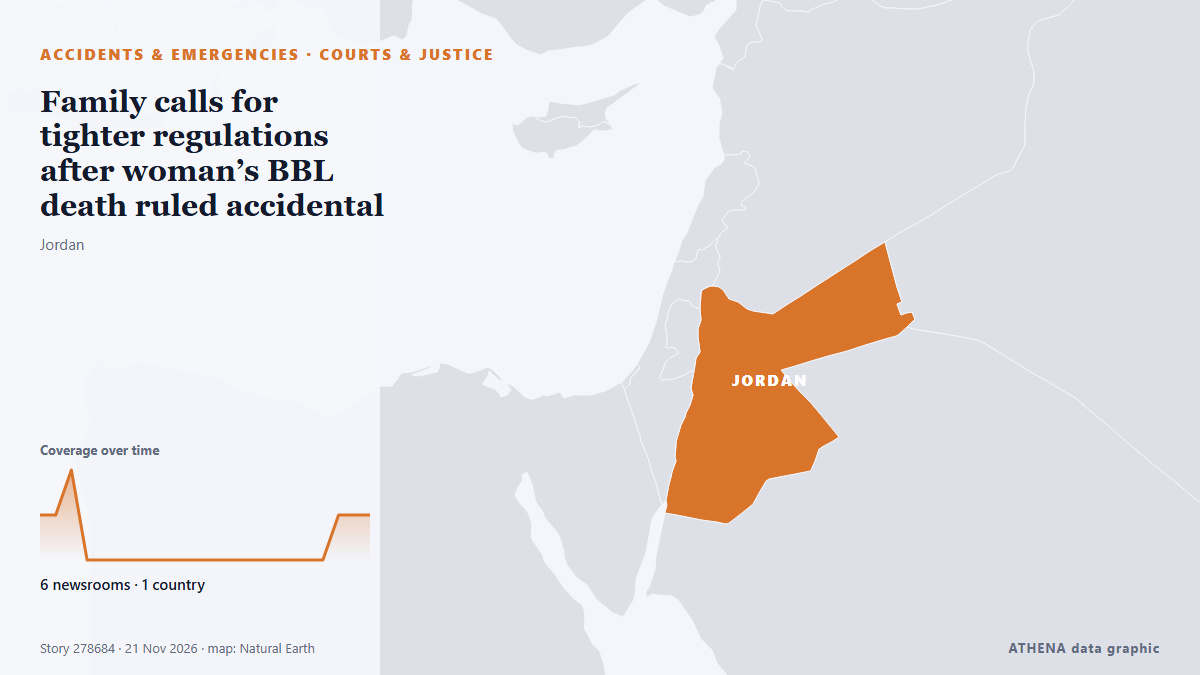 ACCIDENTS & EMERGENCIES · COURTS & JUSTICE
Family calls for
tighter regulations
after woman’s BBL
death ruled accidental
Jordan
JORDAN
Coverage over time
6 newsrooms · 1 country
Story 278684 · 21 Nov 2026 · map: Natural Earth
ATHENA data graphic